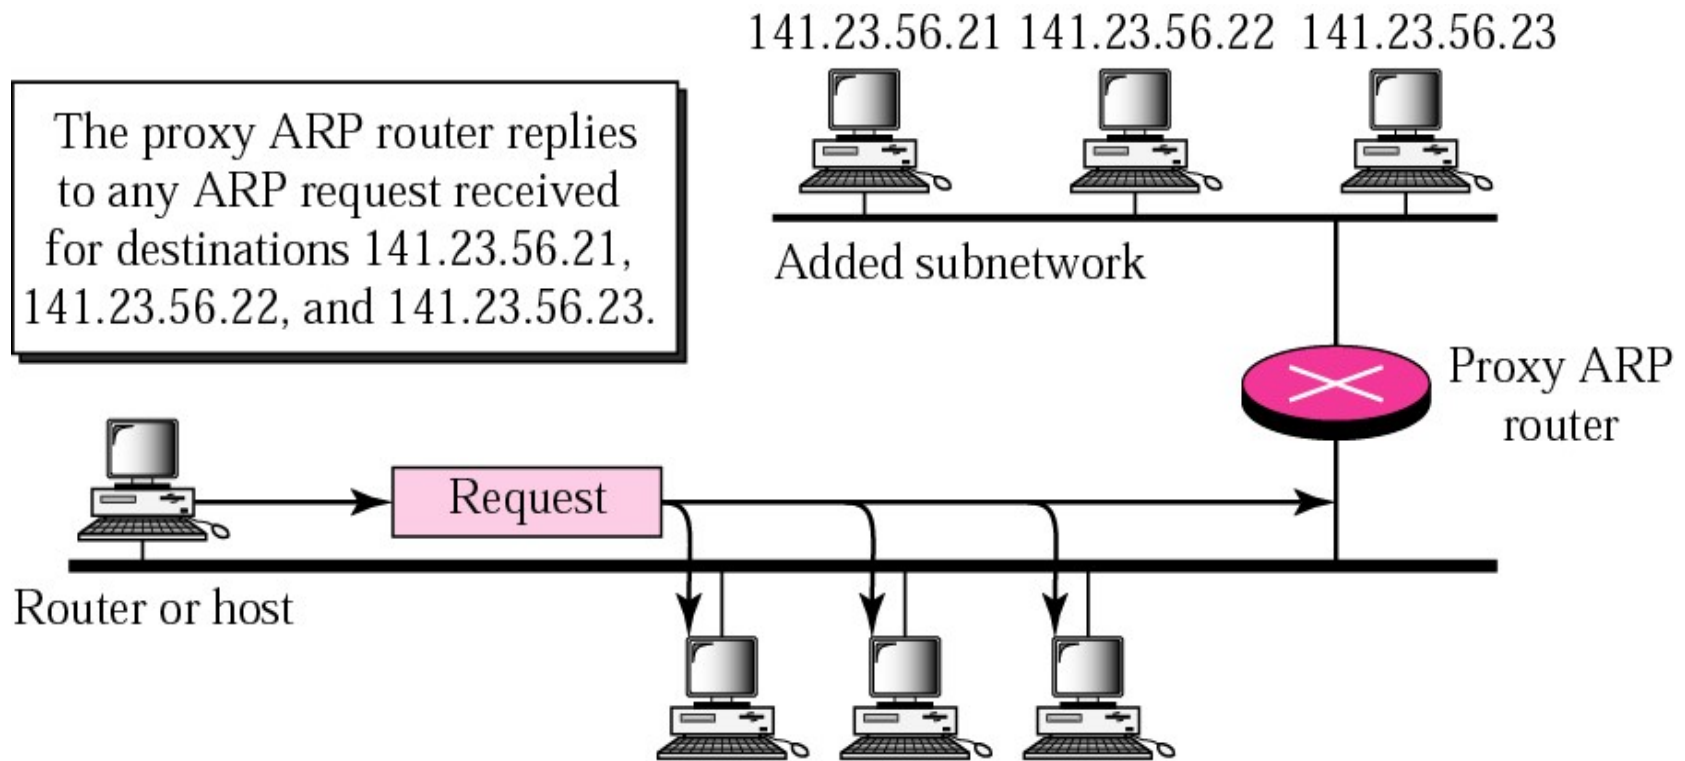 141.23.56.21 141.23.56.22 141.23.56.23
The proxy ARP router replies
to any ARP request received
for destinations 141.23.56.21,
141.23.56.22, and 141.23.56.23.
Added subnetwork
Proxy ARP
router
Request
Router or host